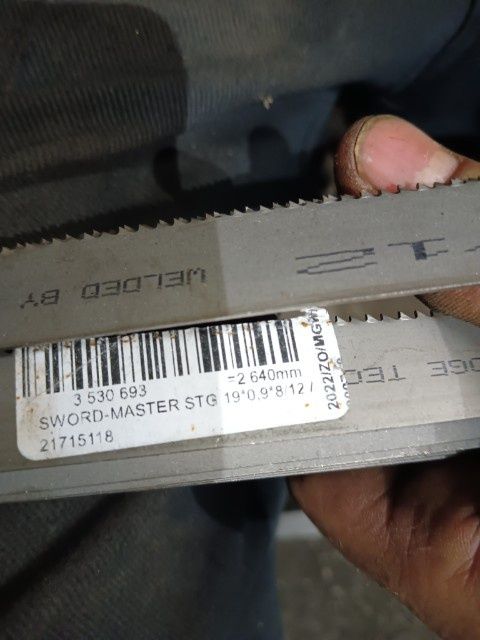 WELDED BY
3 530 693
=2 640mm
SWORD-MASTER STG 19*0,9*8/12 /
21715118
2022/ZO/MGW